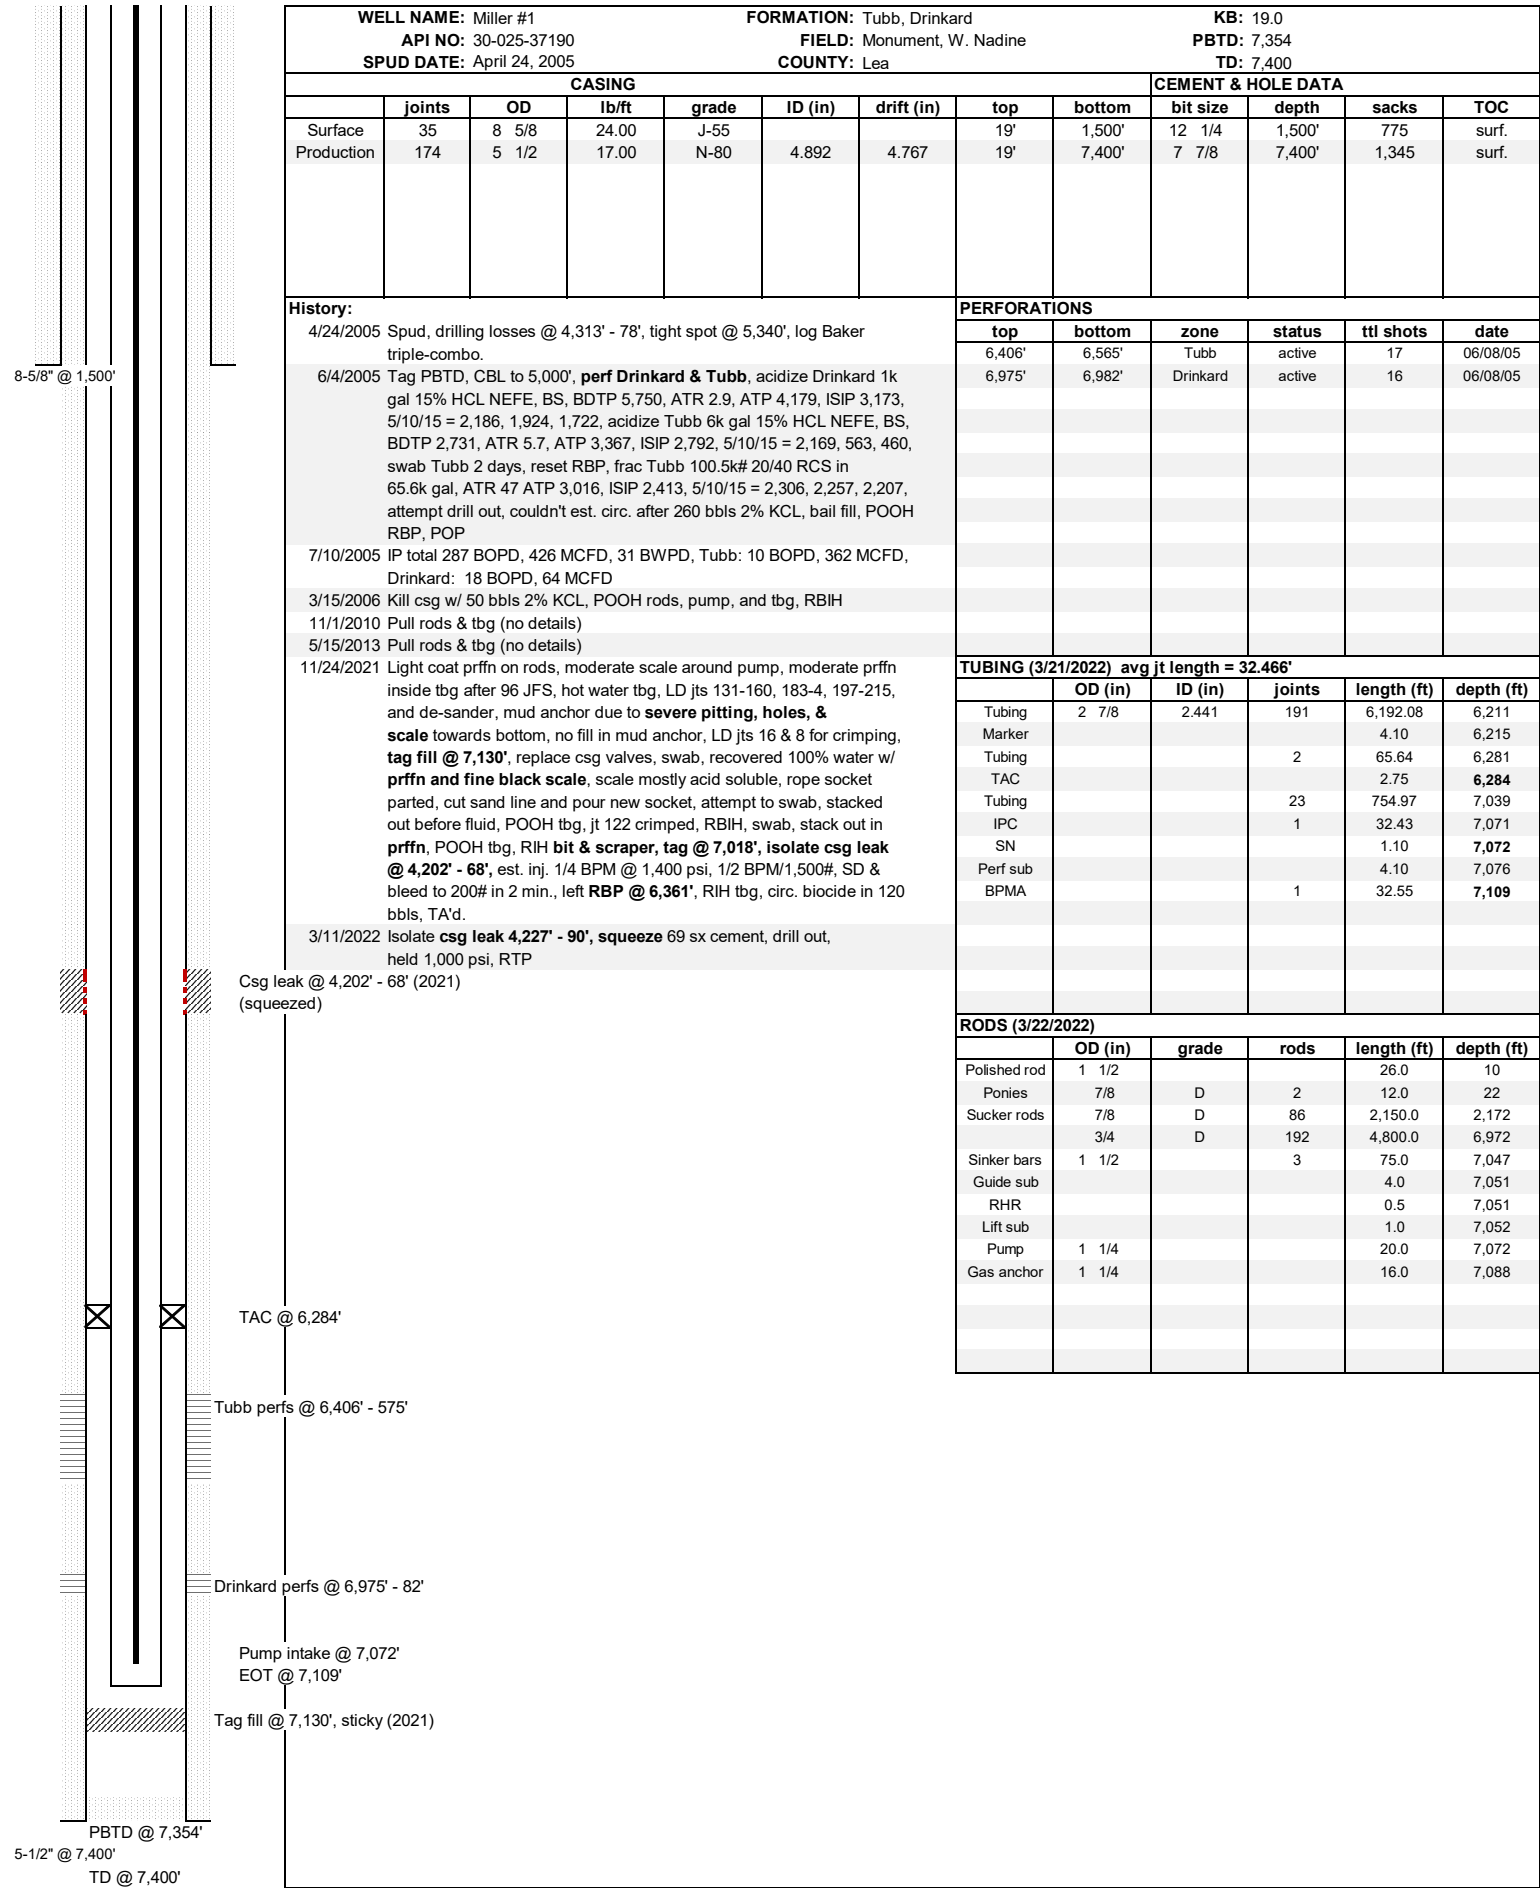 WELL NAME: Miller #1 FORMATION: Tubb, Drinkard KB: 19.0
API NO: 30-025-37190 FIELD: Monument, W. Nadine PBTD: 7,354
SPUD DATE: April 24, 2005 COUNTY: Lea TD: 7,400
CASING CEMENT & HOLE DATA
joints OD lb/ft grade ID (in) drift (in) top bottom bit size depth sacks TOC
Surface 35 8 5/8 24.00 J-55 19' 1,500' 12 1/4 1,500' 775 surf.
Production 174 5 1/2 17.00 N-80 4.892 4.767 19' 7,400' 7 7/8 7,400' 1,345 surf.
History:
4/24/2005 Spud, drilling losses @ 4,313' - 78', tight spot @ 5,340', log Baker
triple-combo.
6/4/2005 Tag PBTD, CBL to 5,000', perf Drinkard & Tubb, acidize Drinkard 1k
gal 15% HCL NEFE, BS, BDTP 5,750, ATR 2.9, ATP 4,179, ISIP 3,173,
5/10/15 = 2,186, 1,924, 1,722, acidize Tubb 6k gal 15% HCL NEFE, BS,
BDTP 2,731, ATR 5.7, ATP 3,367, ISIP 2,792, 5/10/15 = 2,169, 563, 460,
swab Tubb 2 days, reset RBP, frac Tubb 100.5k# 20/40 RCS in
65.6k gal, ATR 47 ATP 3,016, ISIP 2,413, 5/10/15 = 2,306, 2,257, 2,207,
attempt drill out, couldn't est. circ. after 260 bbls 2% KCL, bail fill, POOH
RBP, POP
7/10/2005 IP total 287 BOPD, 426 MCFD, 31 BWPD, Tubb: 10 BOPD, 362 MCFD,
Drinkard: 18 BOPD, 64 MCFD
3/15/2006 Kill csg w/ 50 bbls 2% KCL, POOH rods, pump, and tbg, RBIH
11/1/2010 Pull rods & tbg (no details)
5/15/2013 Pull rods & tbg (no details)
11/24/2021 Light coat prffn on rods, moderate scale around pump, moderate prffn
inside tbg after 96 JFS, hot water tbg, LD jts 131-160, 183-4, 197-215,
and de-sander, mud anchor due to severe pitting, holes, &
scale towards bottom, no fill in mud anchor, LD jts 16 & 8 for crimping,
tag fill @ 7,130', replace csg valves, swab, recovered 100% water w/
prffn and fine black scale, scale mostly acid soluble, rope socket
parted, cut sand line and pour new socket, attempt to swab, stacked
out before fluid, POOH tbg, jt 122 crimped, RBIH, swab, stack out in
prffn, POOH tbg, RIH bit & scraper, tag @ 7,018', isolate csg leak
@ 4,202' - 68', est. inj. 1/4 BPM @ 1,400 psi, 1/2 BPM/1,500#, SD &
bleed to 200# in 2 min., left RBP @ 6,361', RIH tbg, circ. biocide in 120
bbls, TA'd.
3/11/2022 Isolate csg leak 4,227' - 90', squeeze 69 sx cement, drill out,
held 1,000 psi, RTP
PERFORATIONS
top bottom zone status ttl shots date
6,406' 6,565' Tubb active 17 06/08/05
6,975' 6,982' Drinkard active 16 06/08/05
TUBING (3/21/2022) avg jt length = 32.466'
OD (in) ID (in) joints length (ft) depth (ft)
Tubing 2 7/8 2.441 191 6,192.08 6,211
Marker 4.10 6,215
Tubing 2 65.64 6,281
TAC 2.75 6,284
Tubing 23 754.97 7,039
IPC 1 32.43 7,071
SN 1.10 7,072
Perf sub 4.10 7,076
BPMA 1 32.55 7,109
RODS (3/22/2022)
OD (in) grade rods length (ft) depth (ft)
Polished rod 1 1/2 26.0 10
Ponies 7/8 D 2 12.0 22
Sucker rods 7/8 D 86 2,150.0 2,172
3/4 D 192 4,800.0 6,972
Sinker bars 1 1/2 3 75.0 7,047
Guide sub 4.0 7,051
RHR 0.5 7,051
Lift sub 1.0 7,052
Pump 1 1/4 20.0 7,072
Gas anchor 1 1/4 16.0 7,088
8-5/8" @ 1,500'
Csg leak @ 4,202' - 68' (2021)
(squeezed)
TAC @ 6,284'
Tubb perfs @ 6,406' - 575'
Drinkard perfs @ 6,975' - 82'
Pump intake @ 7,072'
EOT @ 7,109'
Tag fill @ 7,130', sticky (2021)
PBTD @ 7,354'
5-1/2" @ 7,400'
TD @ 7,400'